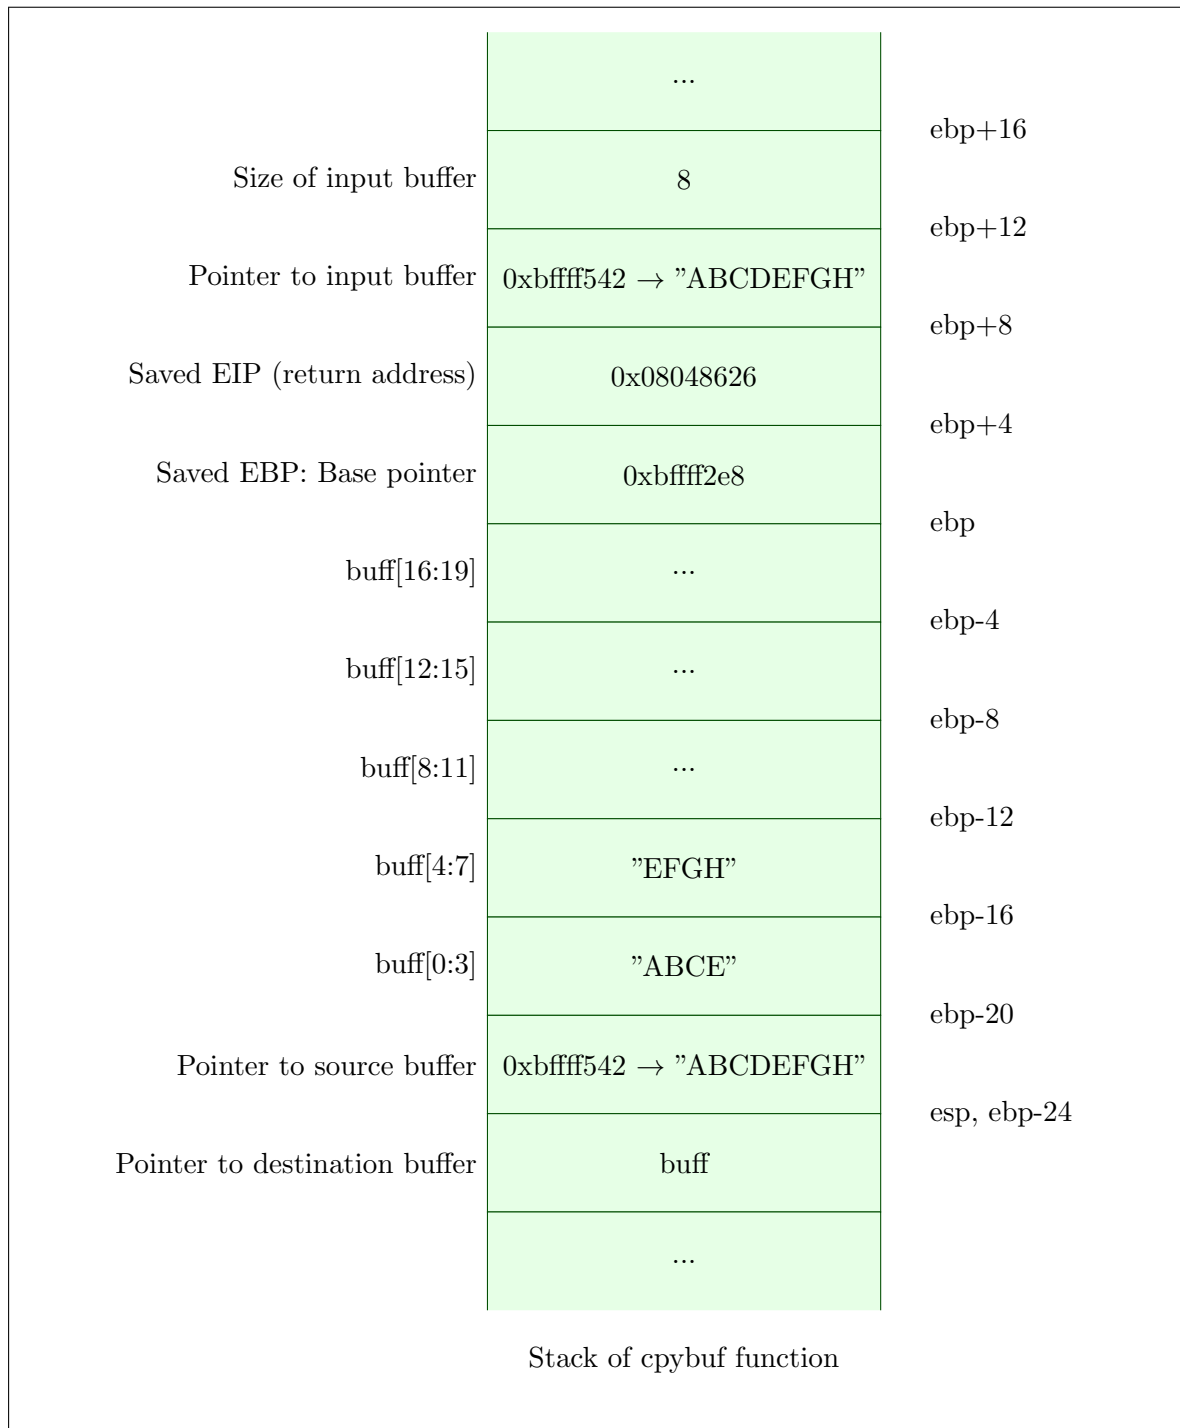 ...
ebp+16
Size of input buffer 8
ebp+12
Pointer to input buffer 0xbffff542 → ”ABCDEFGH”
ebp+8
Saved EIP (return address) 0x08048626
ebp+4
Saved EBP: Base pointer 0xbffff2e8
ebp
buff[16:19] ...
ebp-4
buff[12:15] ...
ebp-8
buff[8:11] ...
ebp-12
buff[4:7] ”EFGH”
ebp-16
buff[0:3] ”ABCE”
ebp-20
Pointer to source buffer 0xbffff542 → ”ABCDEFGH”
esp, ebp-24
Pointer to destination buffer buff
...
Stack of cpybuf function